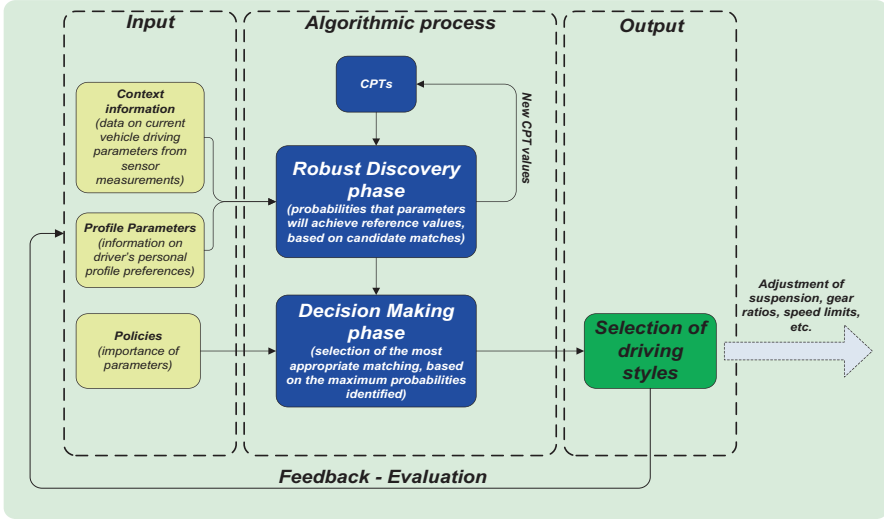 Input
Algorithmic process
Output
CPTs
New CPT values
Context
information
(data on current
vehicle driving
parameters from
sensor
measurements)
Robust Discovery
phase
(probabilities that parameters
will achieve reference values,
based on candidate matches)
Profile Parameters
(information on
driver's personal
profile preferences)
Policies
(importance of
parameters)
Decision Making
phase
(selection of the most
appropriate matching, based
on the maximum probabilities
identified)
Selection of
driving
styles
Adjustment of
suspension, gear
ratios, speed limits,
etc.
Feedback - Evaluation